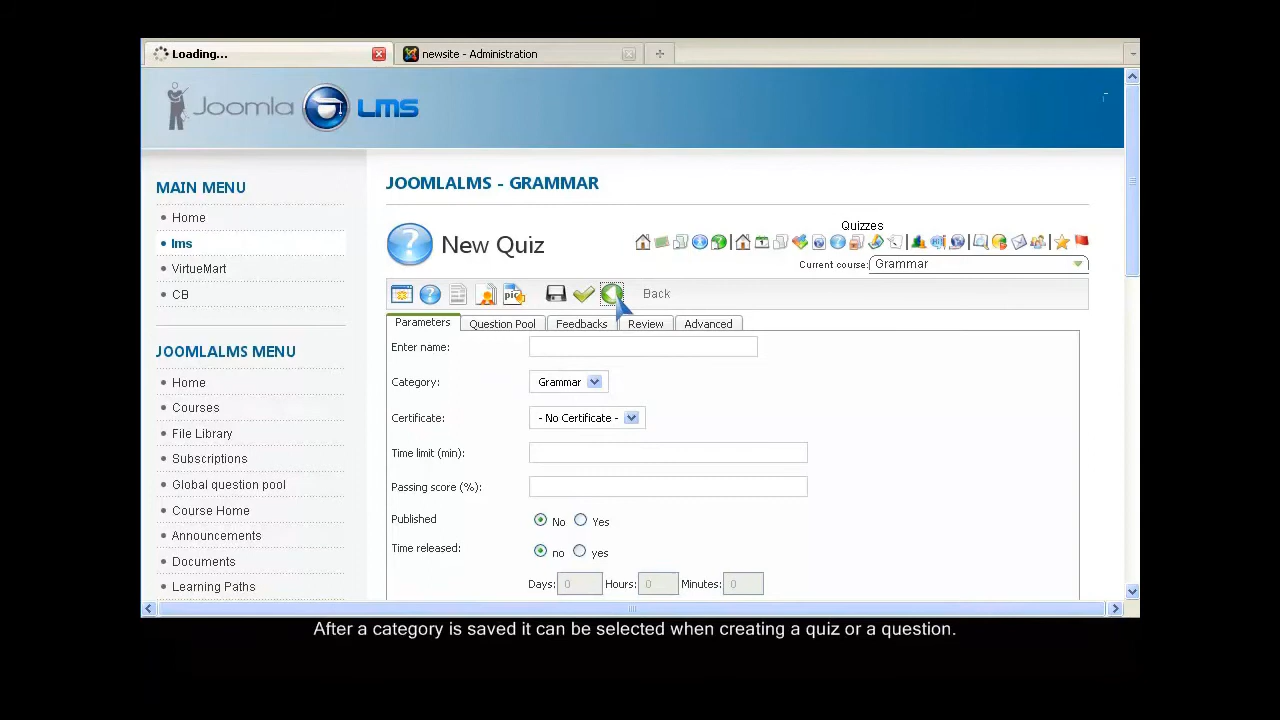 Loading...
newsite - Administration
Joomla LMS
MAIN MENU
Home
lms
VirtueMart
CB
JOOMLALMS MENU
Home
Courses
File Library
Subscriptions
Global question pool
Course Home
Announcements
Documents
Learning Paths
JOOMLALMS - GRAMMAR
New Quiz
Quizzes
Current course: Grammar
pic
Back
Parameters Question Pool Feedbacks Review Advanced
Enter name:
Category: Grammar
Certificate: - No Certificate -
Time limit (min):
Passing score (%):
Published No Yes
Time released: no yes
Days: 0 Hours: 0 Minutes: 0
After a category is saved it can be selected when creating a quiz or a question.